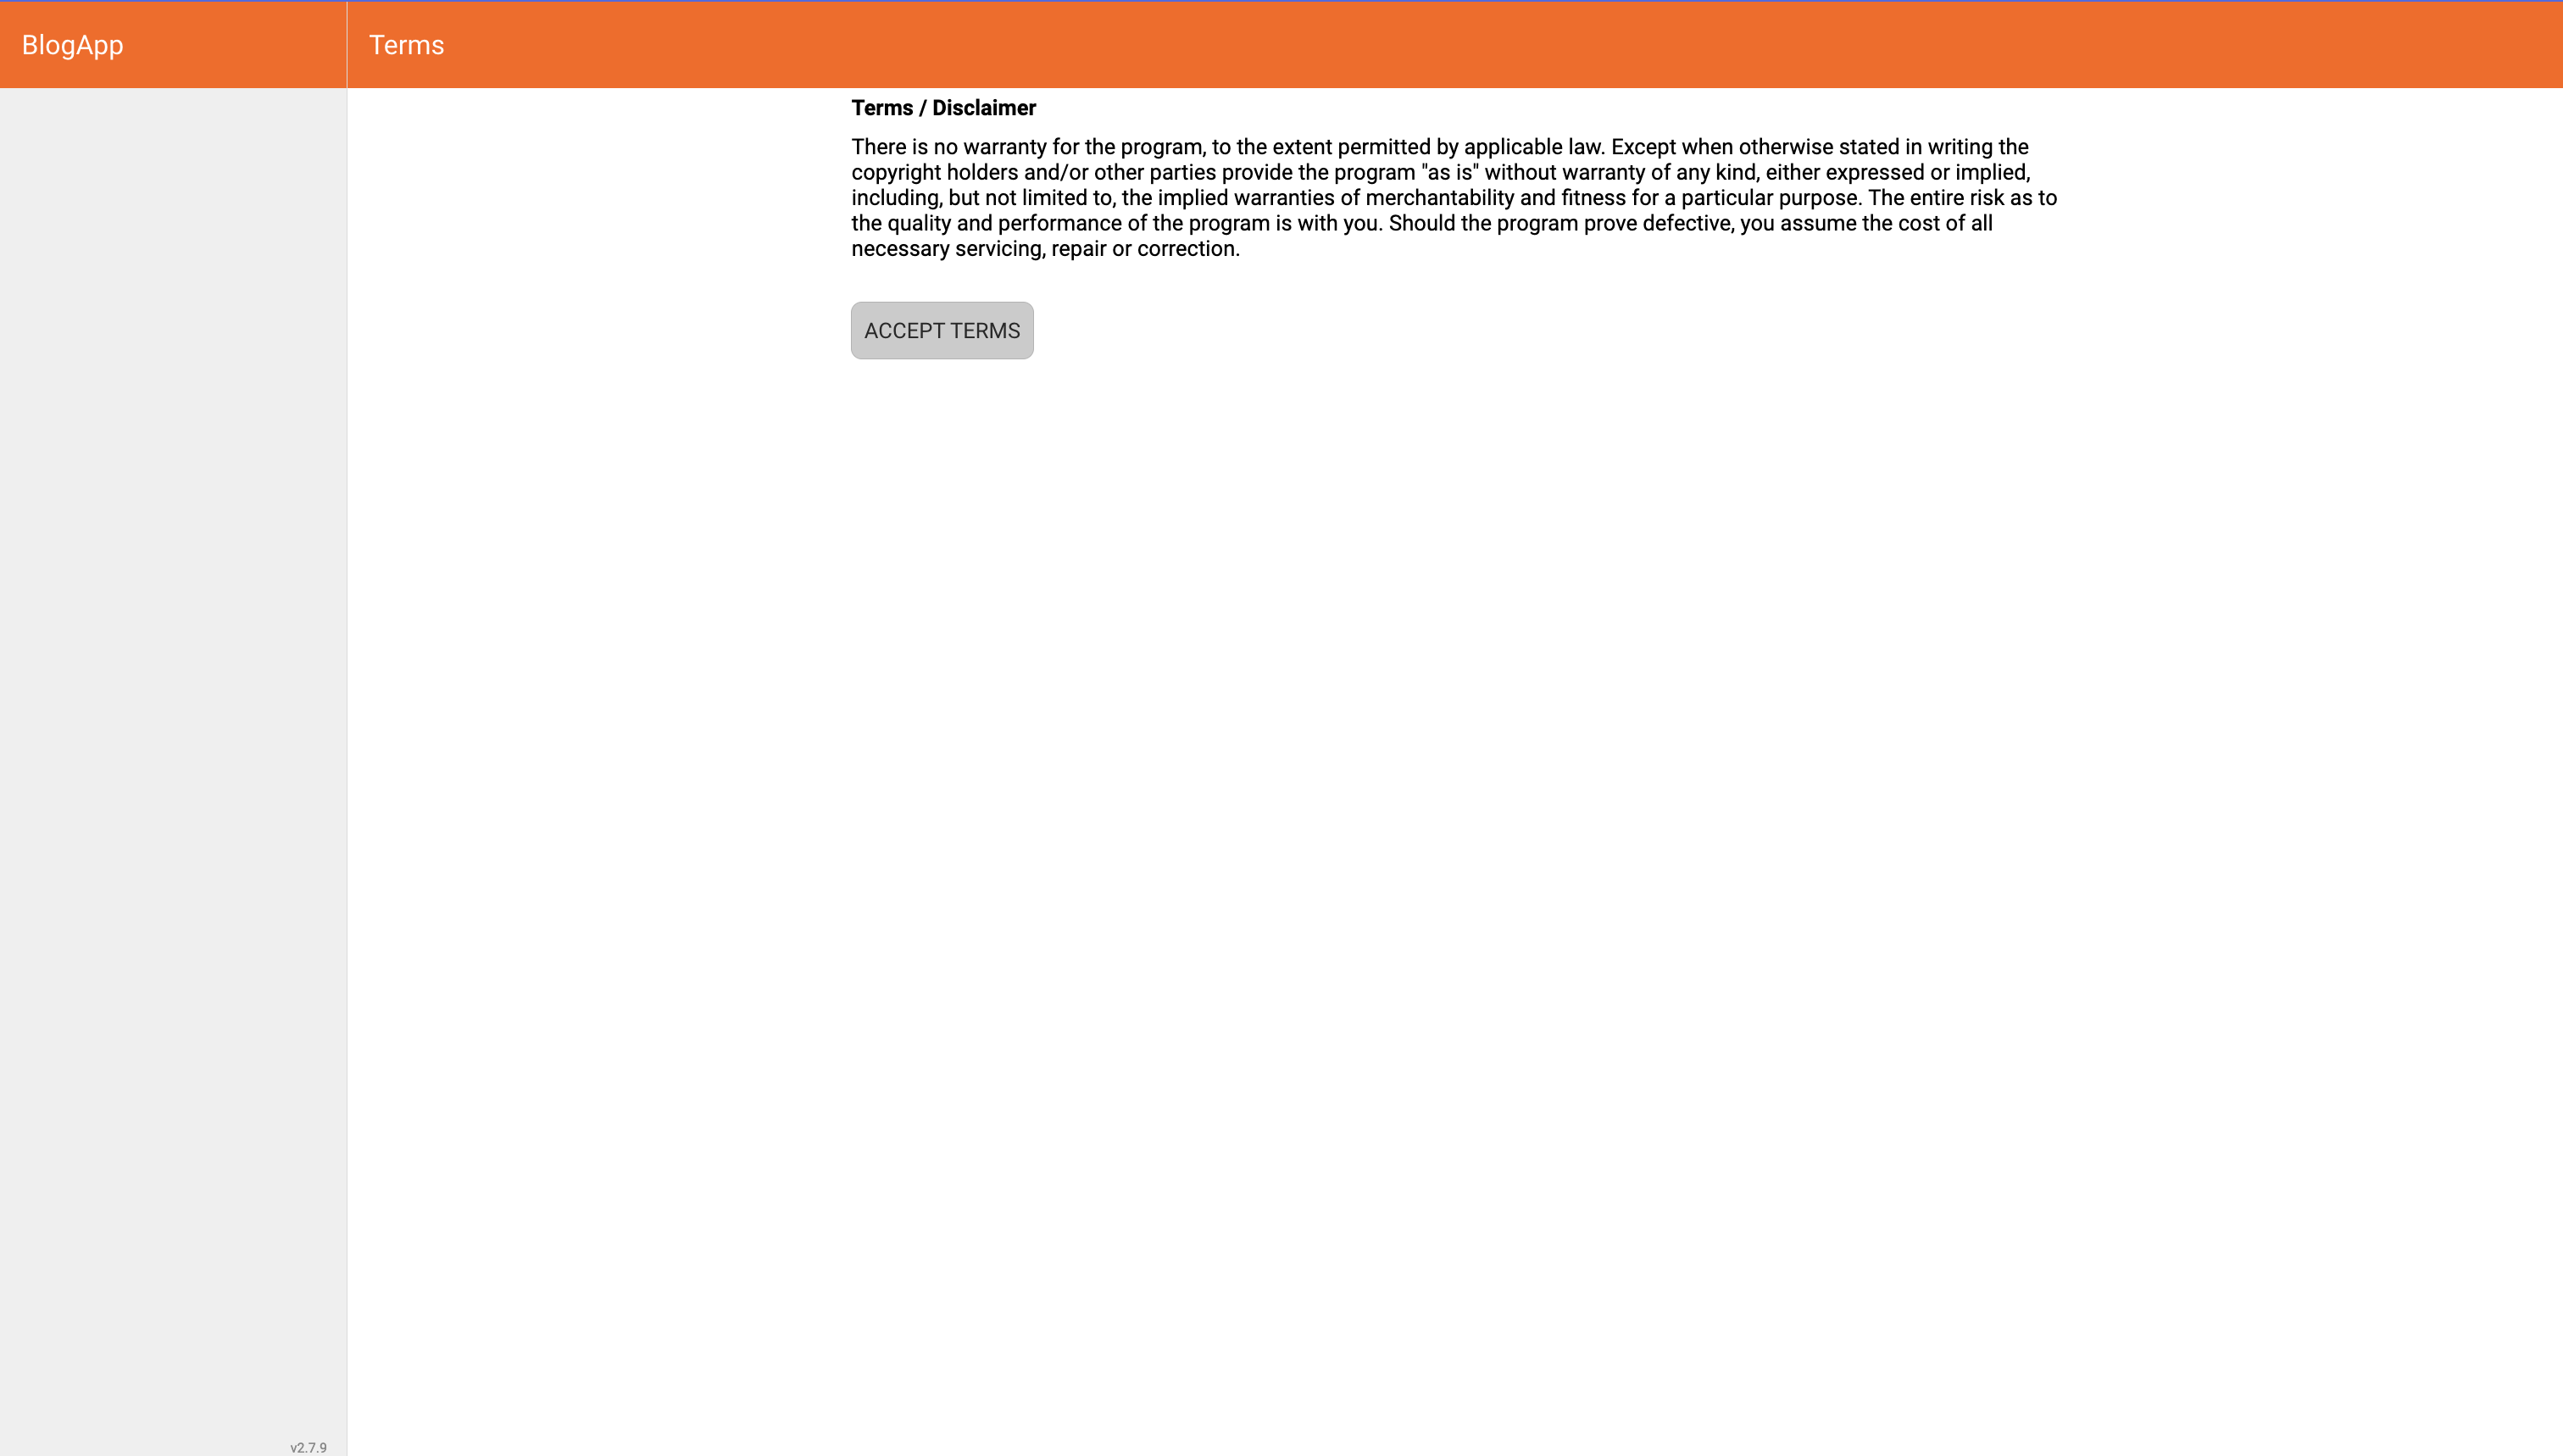 BlogApp
Terms
Terms / Disclaimer
There is no warranty for the program, to the extent permitted by applicable law. Except when otherwise stated in writing the
copyright holders and/or other parties provide the program "as is" without warranty of any kind, either expressed or implied,
including, but not limited to, the implied warranties of merchantability and fitness for a particular purpose. The entire risk as to
the quality and performance of the program is with you. Should the program prove defective, you assume the cost of all
necessary servicing, repair or correction.
ACCEPT TERMS
v2.7.9